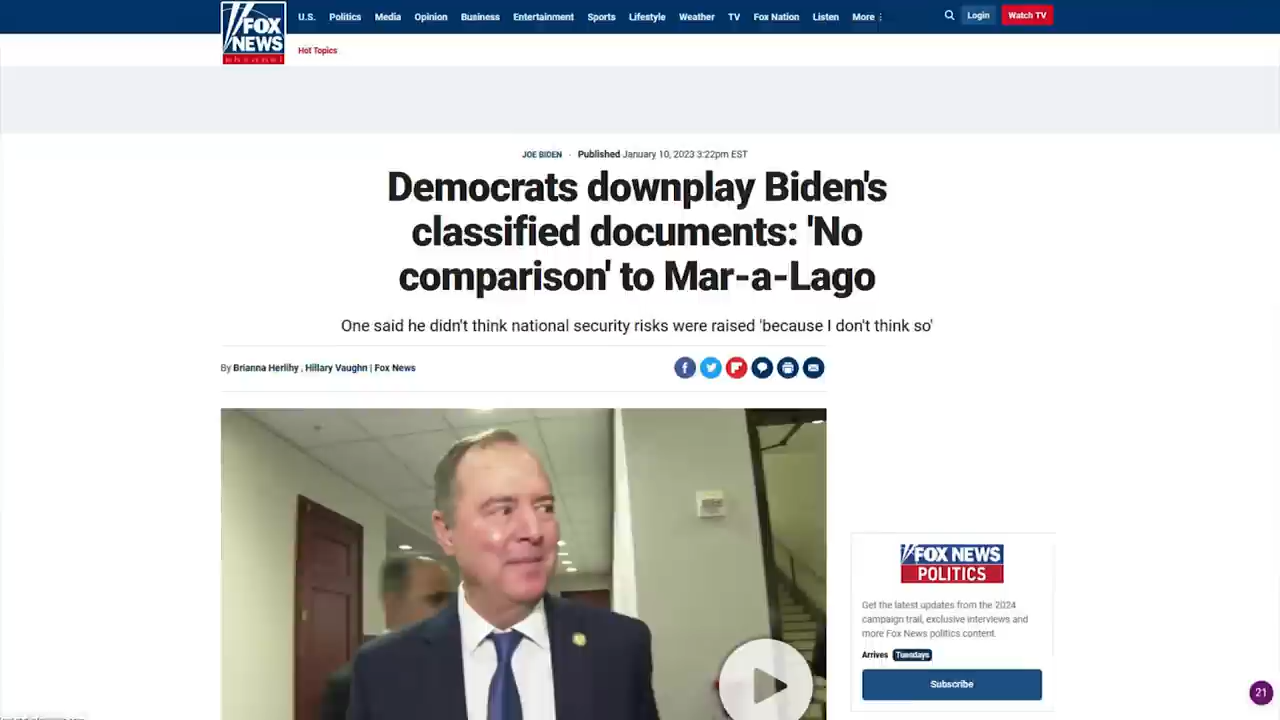 U.S. Politics Media Opinion Business Entertainment Sports Lifestyle Weather TV Fox Nation Listen More Login Watch TV
FOX
NEWS
channel
Hot Topics
JOE BIDEN · Published January 10, 2023 3:22pm EST
Democrats downplay Biden's
classified documents: 'No
comparison' to Mar-a-Lago
One said he didn't think national security risks were raised 'because I don't think so'
By Brianna Herlihy , Hillary Vaughn | Fox News
FOX NEWS
POLITICS
Get the latest updates from the 2024
campaign trail, exclusive interviews and
more Fox News politics content.
Arrives Tuesdays
Subscribe
21